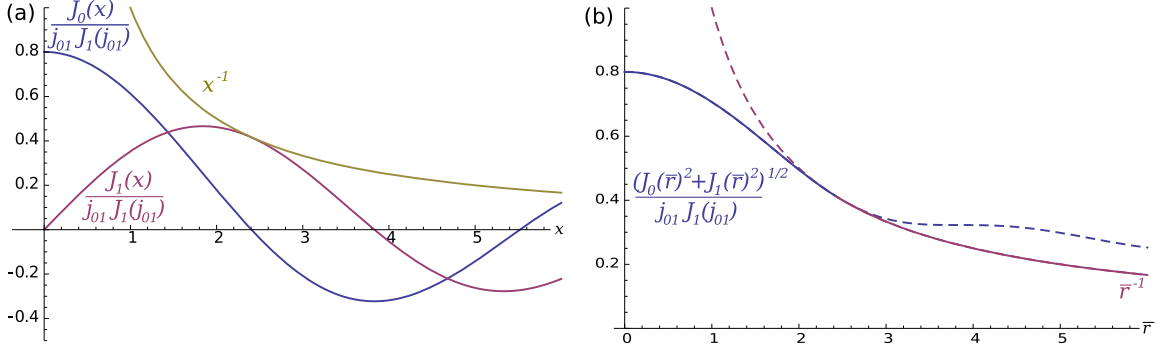 (a)
J₀(x)
j₀₁ J₁(j₀₁)
0.8
x⁻¹
0.4
0.2
J₁(x)
j₀₁ J₁(j₀₁)
1 2 3 4 5 x
-0.2
-0.4
(b)
0.8
0.6
0.4
(J₀(r̅)²+J₁(r̅)²)^1/2
j₀₁ J₁(j₀₁)
0.2
r̅⁻¹
0 1 2 3 4 5 r̅